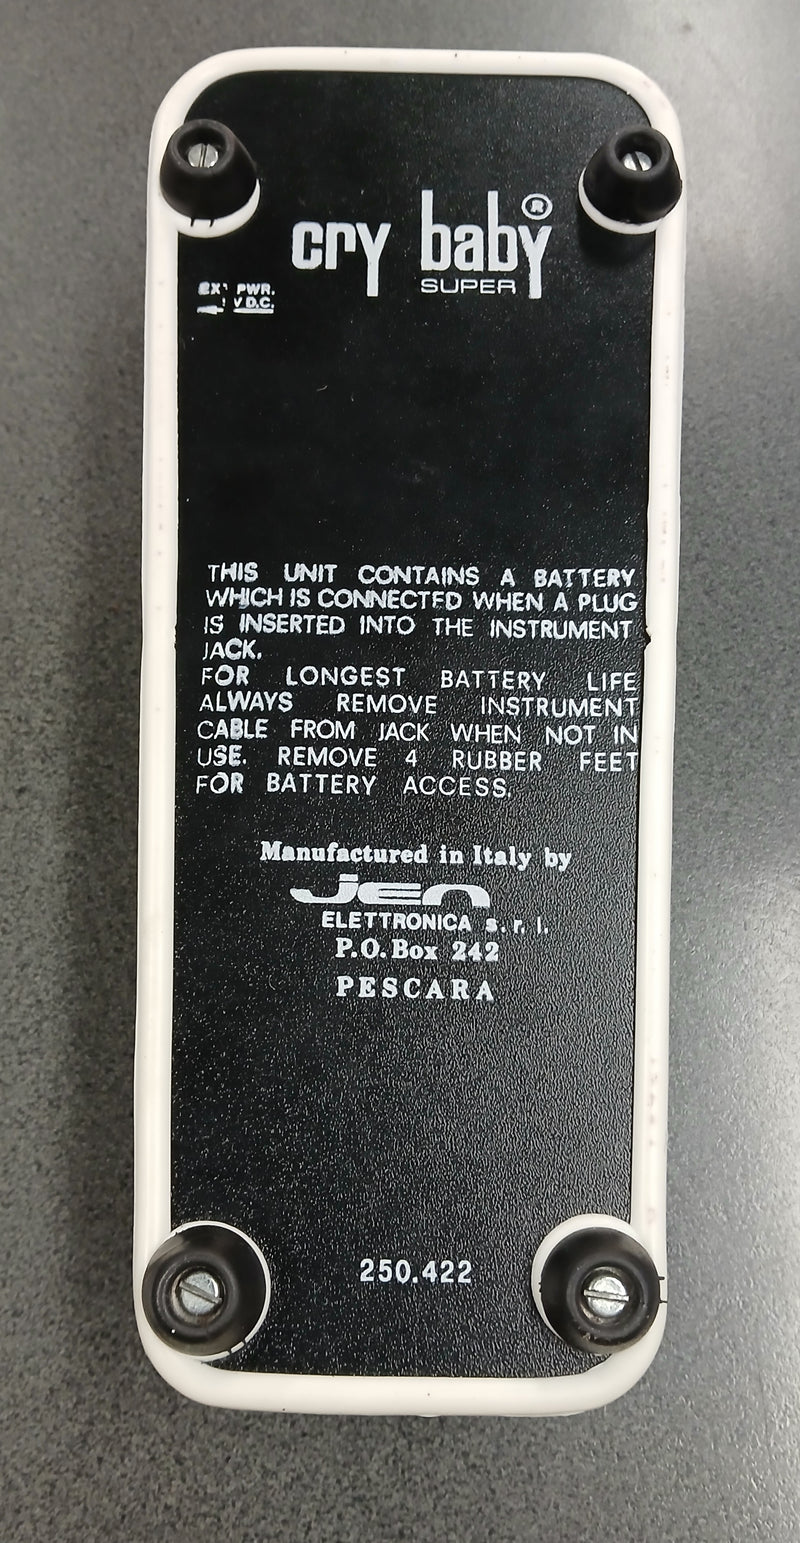 cry baby®
SUPER
PWR.
V D.C.
THIS UNIT CONTAINS A BATTERY
WHICH IS CONNECTED WHEN A PLUG
IS INSERTED INTO THE INSTRUMENT
JACK.
FOR LONGEST BATTERY LIFE
ALWAYS REMOVE INSTRUMENT
CABLE FROM JACK WHEN NOT IN
USE. REMOVE 4 RUBBER FEET
FOR BATTERY ACCESS.
Manufactured in Italy by
Jen
ELETTRONICA s. r. l.
P.O. Box 242
PESCARA
250.422